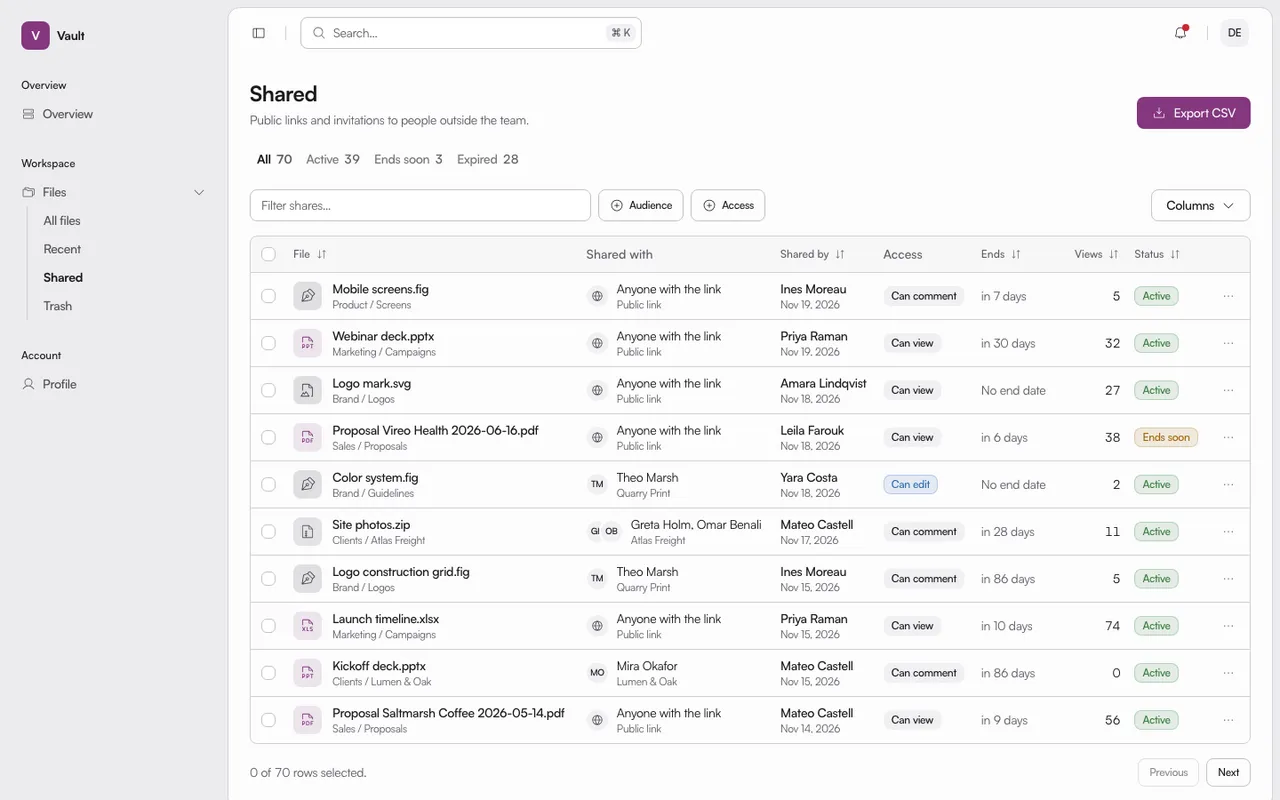 V Vault
Search... ⌘ K
DE
Overview
Overview
Workspace
Files
All files
Recent
Shared
Trash
Account
Profile
Shared
Public links and invitations to people outside the team.
Export CSV
All 70 Active 39 Ends soon 3 Expired 28
Filter shares...
Audience
Access
Columns
File Shared with Shared by Access Ends Views Status
Mobile screens.fig Anyone with the link Ines Moreau Can comment in 7 days 5 Active
Product / Screens Public link Nov 19, 2026
PPT Webinar deck.pptx Anyone with the link Priya Raman Can view in 30 days 32 Active
Marketing / Campaigns Public link Nov 19, 2026
Logo mark.svg Anyone with the link Amara Lindqvist Can view No end date 27 Active
Brand / Logos Public link Nov 18, 2026
PDF Proposal Vireo Health 2026-06-16.pdf Anyone with the link Leila Farouk Can view in 6 days 38 Ends soon
Sales / Proposals Public link Nov 18, 2026
Color system.fig TM Theo Marsh Yara Costa Can edit No end date 2 Active
Brand / Guidelines Quarry Print Nov 18, 2026
Site photos.zip OB Greta Holm, Omar Benali Mateo Castell Can comment in 28 days 11 Active
Clients / Atlas Freight Atlas Freight Nov 17, 2026
Logo construction grid.fig TM Theo Marsh Ines Moreau Can comment in 86 days 5 Active
Brand / Logos Quarry Print Nov 15, 2026
XLS Launch timeline.xlsx Anyone with the link Priya Raman Can view in 10 days 74 Active
Marketing / Campaigns Public link Nov 15, 2026
PPT Kickoff deck.pptx MO Mira Okafor Mateo Castell Can comment in 86 days 0 Active
Clients / Lumen & Oak Lumen & Oak Nov 15, 2026
PDF Proposal Saltmarsh Coffee 2026-05-14.pdf Anyone with the link Mateo Castell Can view in 9 days 56 Active
Sales / Proposals Public link Nov 14, 2026
0 of 70 rows selected.
Previous
Next